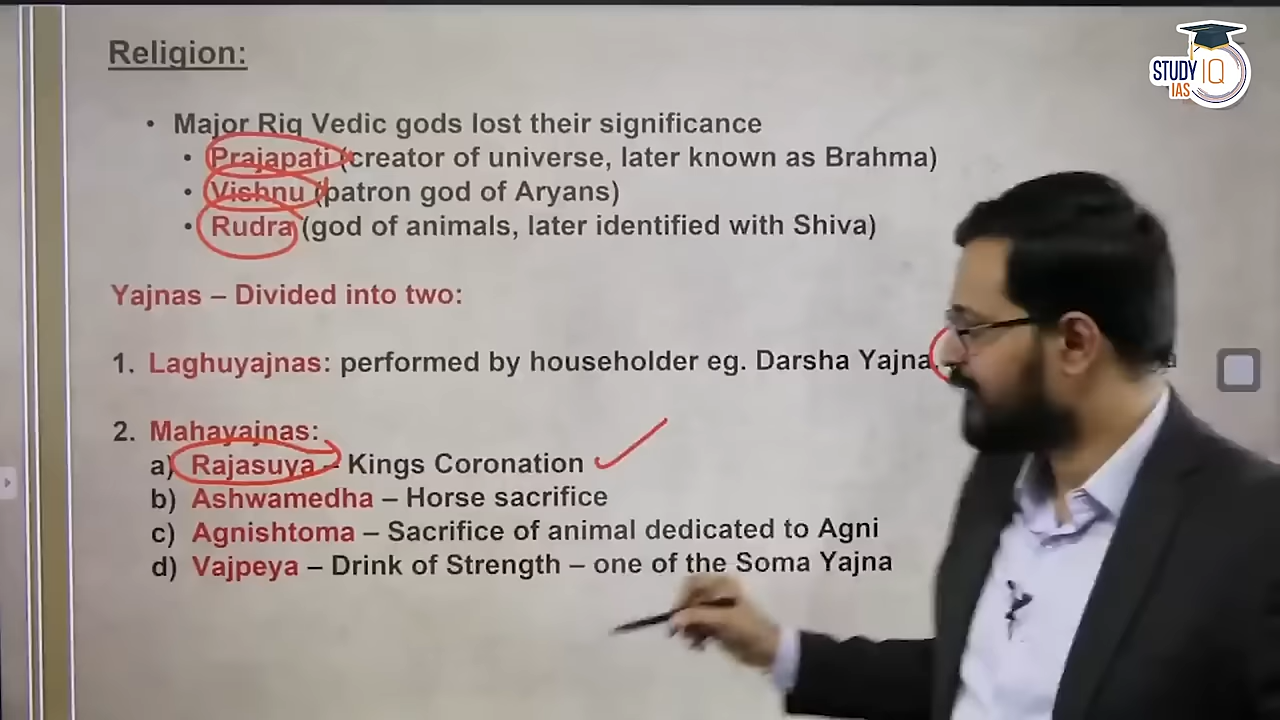 STUDY IQ
IAS
Religion:
• Major Riq Vedic gods lost their significance
• Prajapati (creator of universe, later known as Brahma)
• Vishnu (patron god of Aryans)
• Rudra (god of animals, later identified with Shiva)
Yajnas – Divided into two:
1. Laghuyajnas: performed by householder eg. Darsha Yajna
2. Mahayajnas:
a) Rajasuya – Kings Coronation
b) Ashwamedha – Horse sacrifice
c) Agnishtoma – Sacrifice of animal dedicated to Agni
d) Vajpeya – Drink of Strength – one of the Soma Yajna